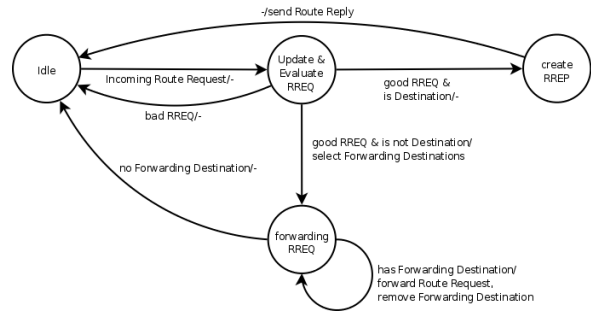 -/send Route Reply
Idle
Incoming Route Request/-
Update &
Evaluate
RREQ
good RREQ &
is Destination/-
create
RREP
bad RREQ/-
good RREQ & is not Destination/
select Forwarding Destinations
no Forwarding Destination/-
forwarding
RREQ
has Forwarding Destination/
forward Route Request,
remove Forwarding Destination